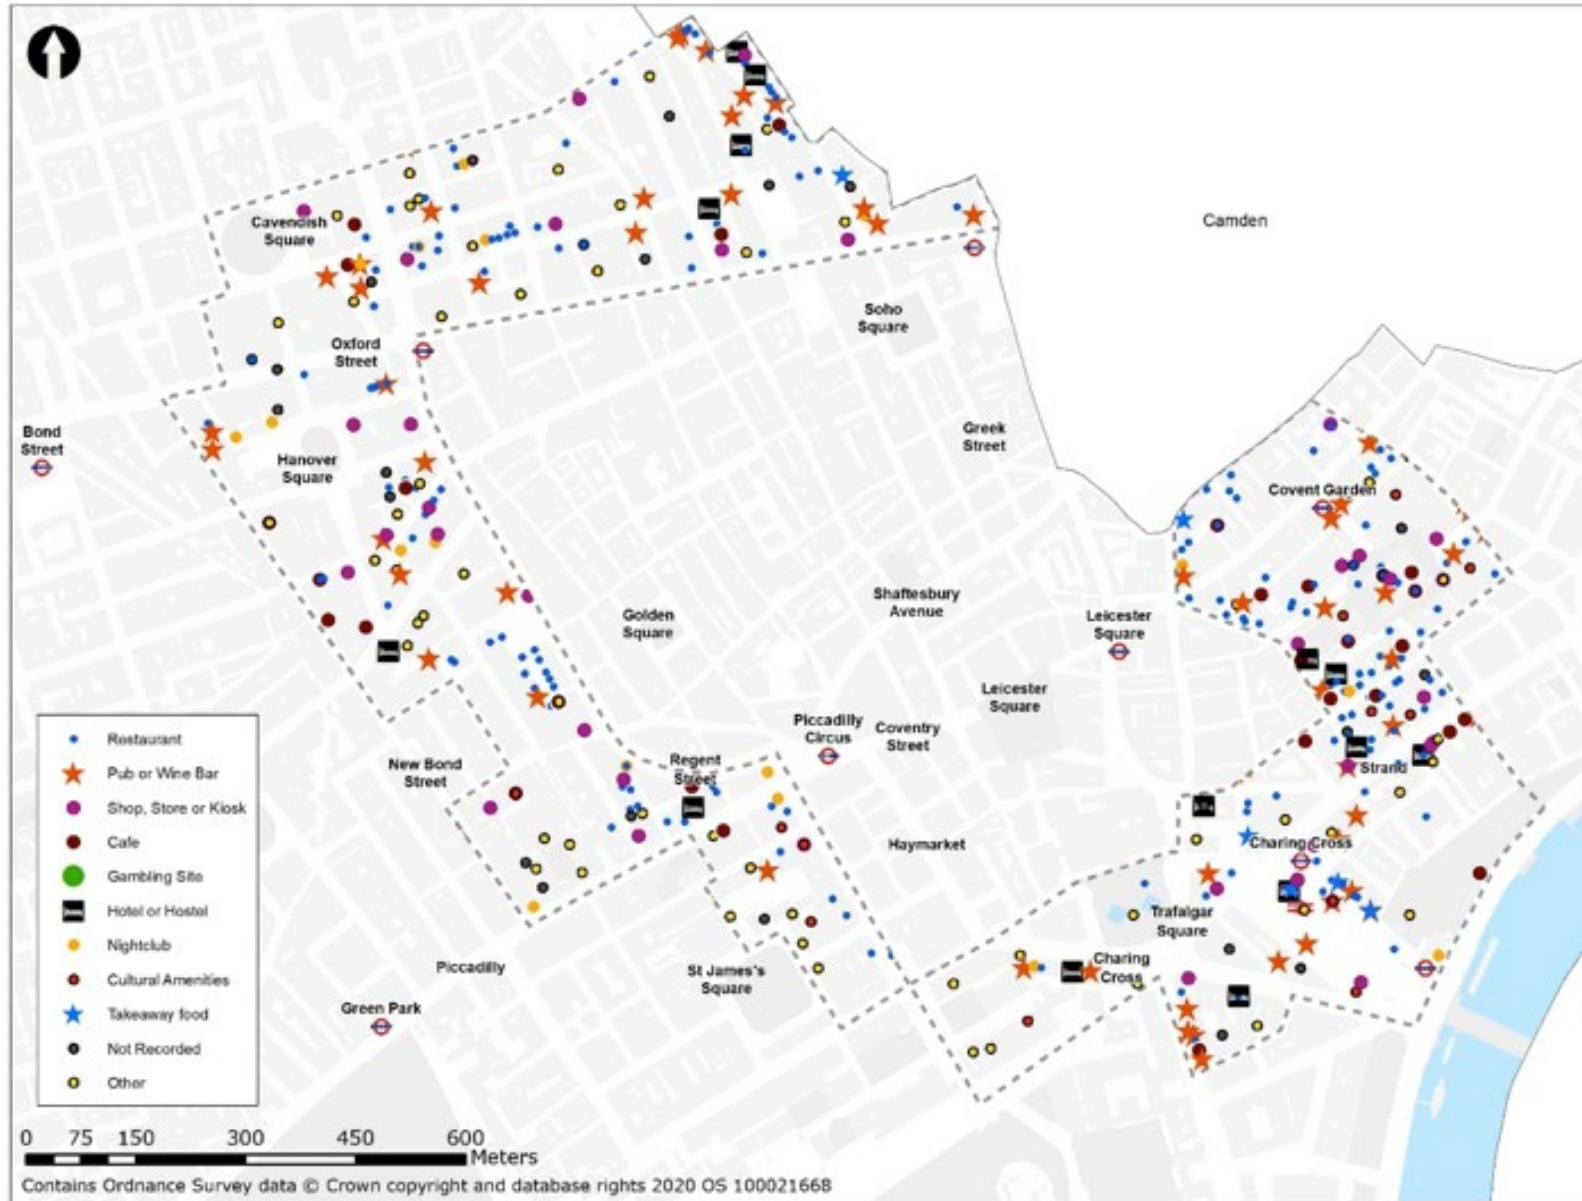 Camden
Cavendish
Square
Soho
Square
Oxford
Street
Bond
Street
Greek
Street
Hanover
Square
Covent Garden
Golden
Square
Shaftesbury
Avenue
Leicester
Square
Leicester
Square
Piccadilly
Circus
Coventry
Street
New Bond
Street
Regent
Street
Strand
Haymarket
Charing Cross
Trafalgar
Square
Piccadilly
St James's
Square
Charing
Cross
Green Park
Restaurant
Pub or Wine Bar
Shop, Store or Kiosk
Cafe
Gambling Site
Hotel or Hostel
Nightclub
Cultural Amenities
Takeaway food
Not Recorded
Other
0 75 150 300 450 600
Meters
Contains Ordnance Survey data © Crown copyright and database rights 2020 OS 100021668